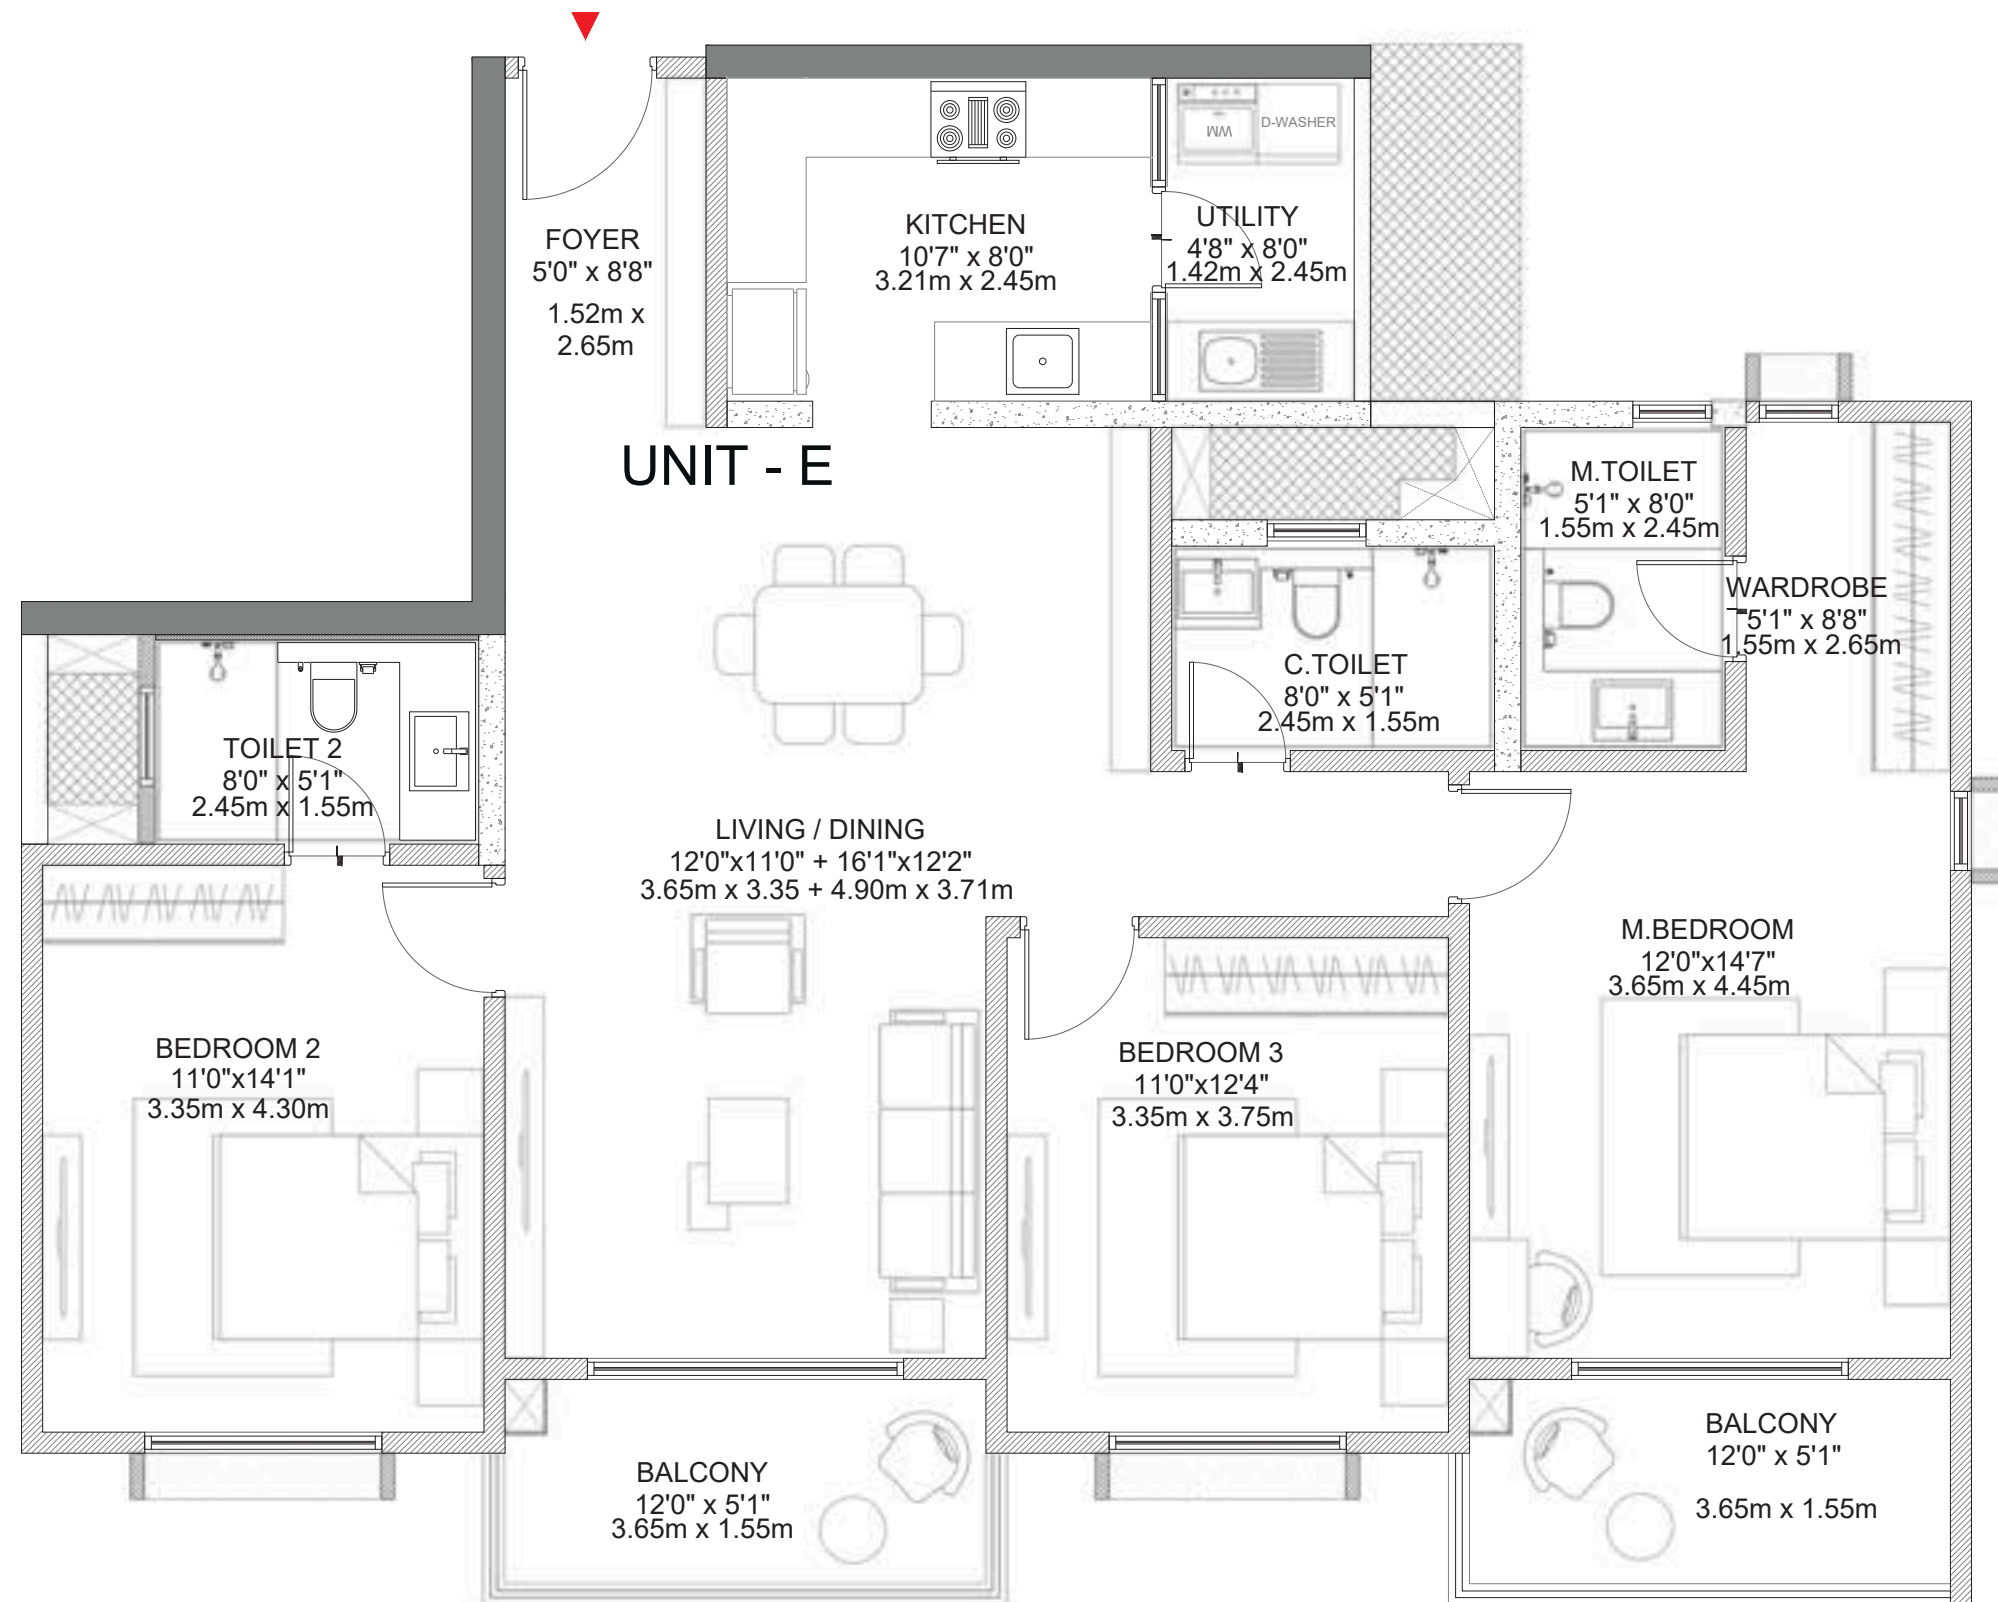 D-WASHER
WM
KITCHEN
10'7" x 8'0"
3.21m x 2.45m
UTILITY
4'8" x 8'0"
1.42m x 2.45m
FOYER
5'0" x 8'8"
1.52m x
2.65m
UNIT - E
M.TOILET
5'1" x 8'0"
1.55m x 2.45m
WARDROBE
5'1" x 8'8"
1.55m x 2.65m
C.TOILET
8'0" x 5'1"
2.45m x 1.55m
TOILET 2
8'0" x 5'1"
2.45m x 1.55m
LIVING / DINING
12'0"x11'0" + 16'1"x12'2"
3.65m x 3.35 + 4.90m x 3.71m
M.BEDROOM
12'0"x14'7"
3.65m x 4.45m
BEDROOM 2
11'0"x14'1"
3.35m x 4.30m
BEDROOM 3
11'0"x12'4"
3.35m x 3.75m
BALCONY
12'0" x 5'1"
3.65m x 1.55m
BALCONY
12'0" x 5'1"
3.65m x 1.55m